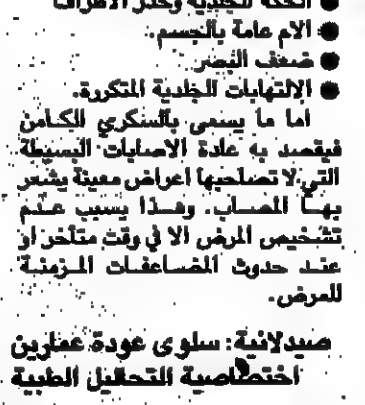 ● الحكة الجلدية وخدر الاطراف
● الام عامة بالجسم.
● ضعف البصر
● الالتهابات الجلدية المتكررة.
اما ما يسمى بالسكري الكامن
فيقصد به عادة الاصابات البسيطة
التي لا تصاحبها اعراض معينة يشعر
بها المصاب. وهذا يسبب عدم
تشخيص المرض الا في وقت متأخر او
عند حدوث المضاعفات المزمنة
للمرض.
صيدلانية: سلوى عودة عمارين
اختصاصية التحاليل الطبية